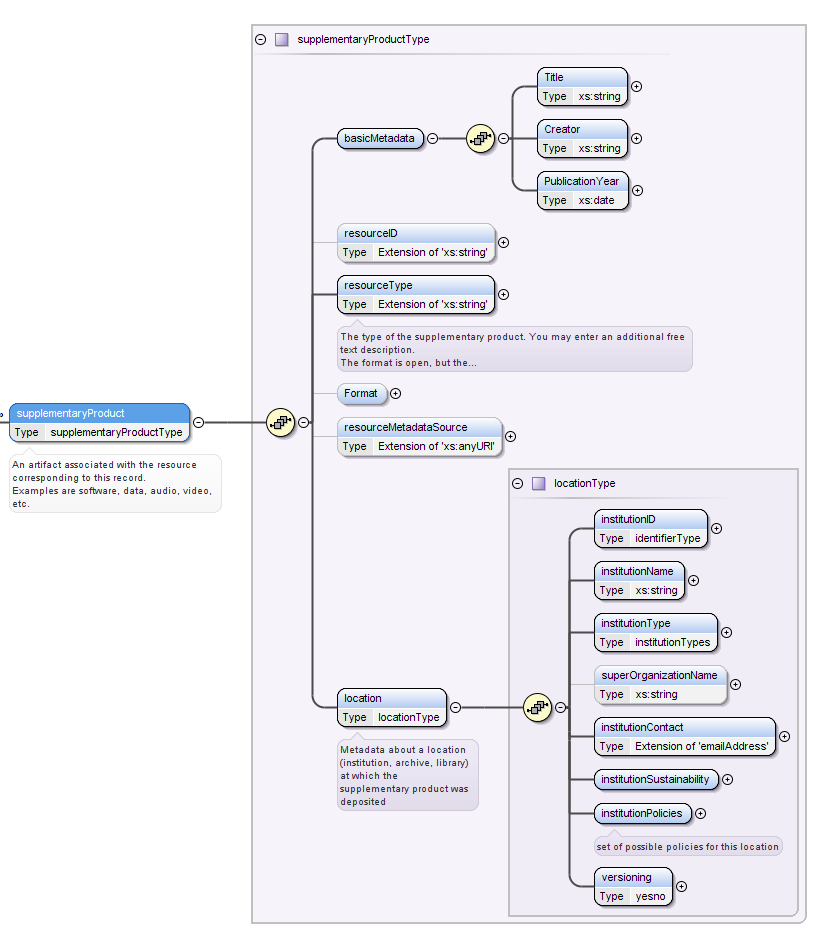 supplementaryProductType
Title
Type xs:string
Creator
Type xs:string
PublicationYear
Type xs:date
basicMetadata
resourceID
Type Extension of 'xs:string'
resourceType
Type Extension of 'xs:string'
The type of the supplementary product. You may enter an additional free
text description.
The format is open, but the...
Format
resourceMetadataSource
Type Extension of 'xs:anyURI'
supplementaryProduct
Type supplementaryProductType
An artifact associated with the resource
corresponding to this record.
Examples are software, data, audio, video,
etc.
location
Type locationType
Metadata about a location
(institution, archive, library)
at which the
supplementary product was
deposited
locationType
institutionID
Type identifierType
institutionName
Type xs:string
institutionType
Type institutionTypes
superOrganizationName
Type xs:string
institutionContact
Type Extension of 'emailAddress'
institutionSustainability
institutionPolicies
set of possible policies for this location
versioning
Type yesno